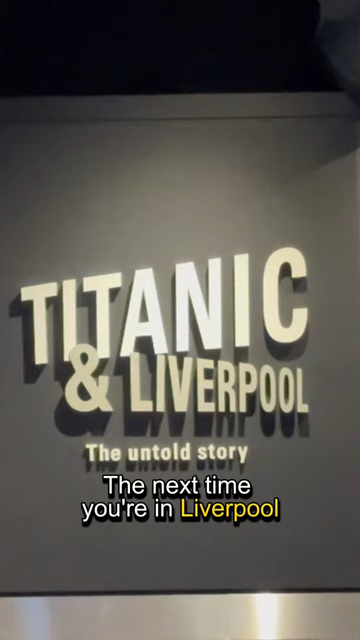 TITANIC
& LIVERPOOL
The untold story
The next time
you're in Liverpool